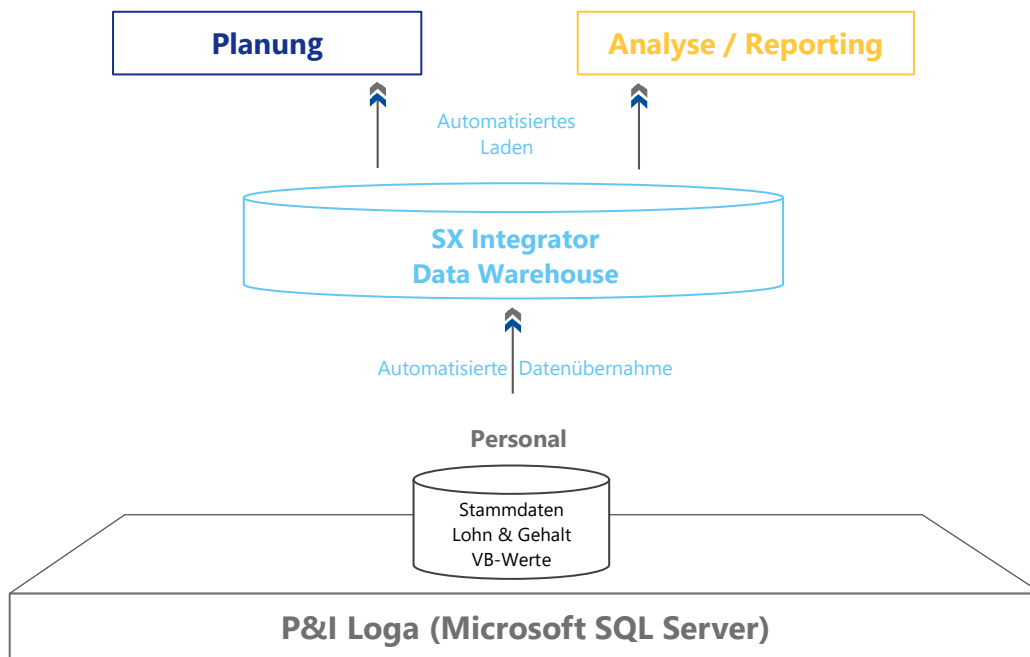 Planung
Analyse / Reporting
Automatisiertes
Laden
SX Integrator
Data Warehouse
Automatisierte Datenübernahme
Personal
Stammdaten
Lohn & Gehalt
VB-Werte
P&I Loga (Microsoft SQL Server)